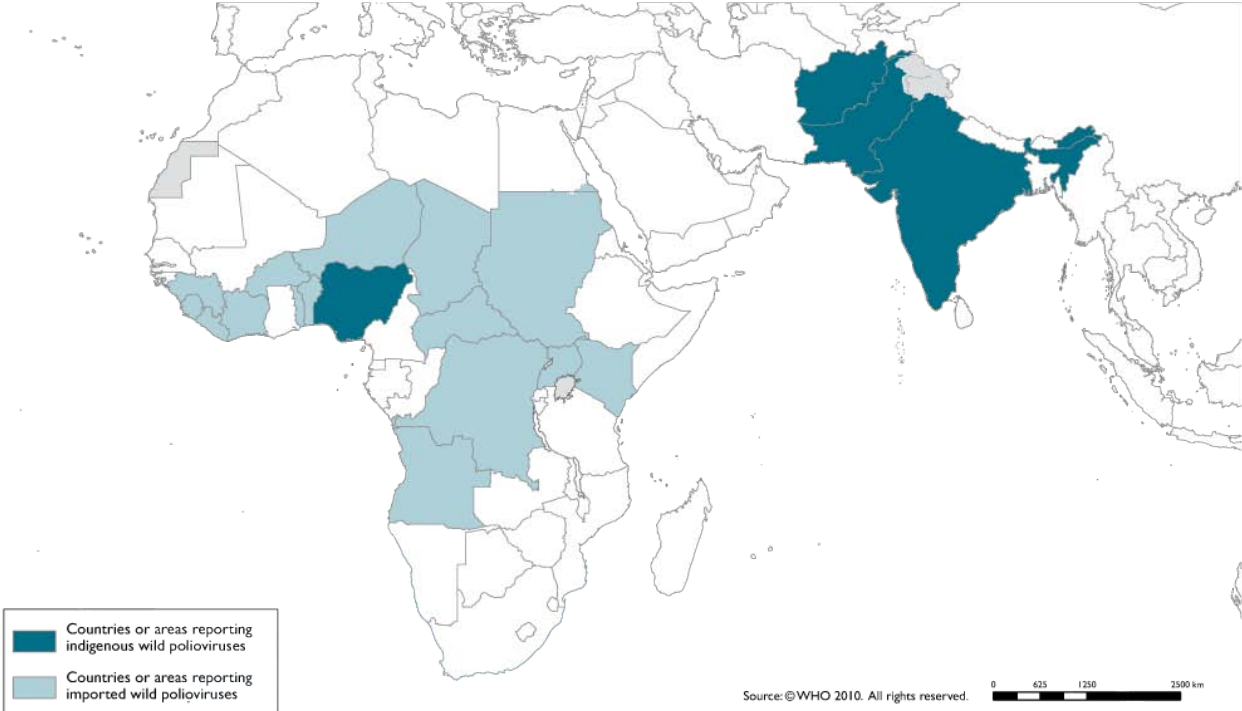 Countries or areas reporting
indigenous wild polioviruses
Countries or areas reporting
imported wild polioviruses
Source: © WHO 2010. All rights reserved.
0 625 1250 2500 km